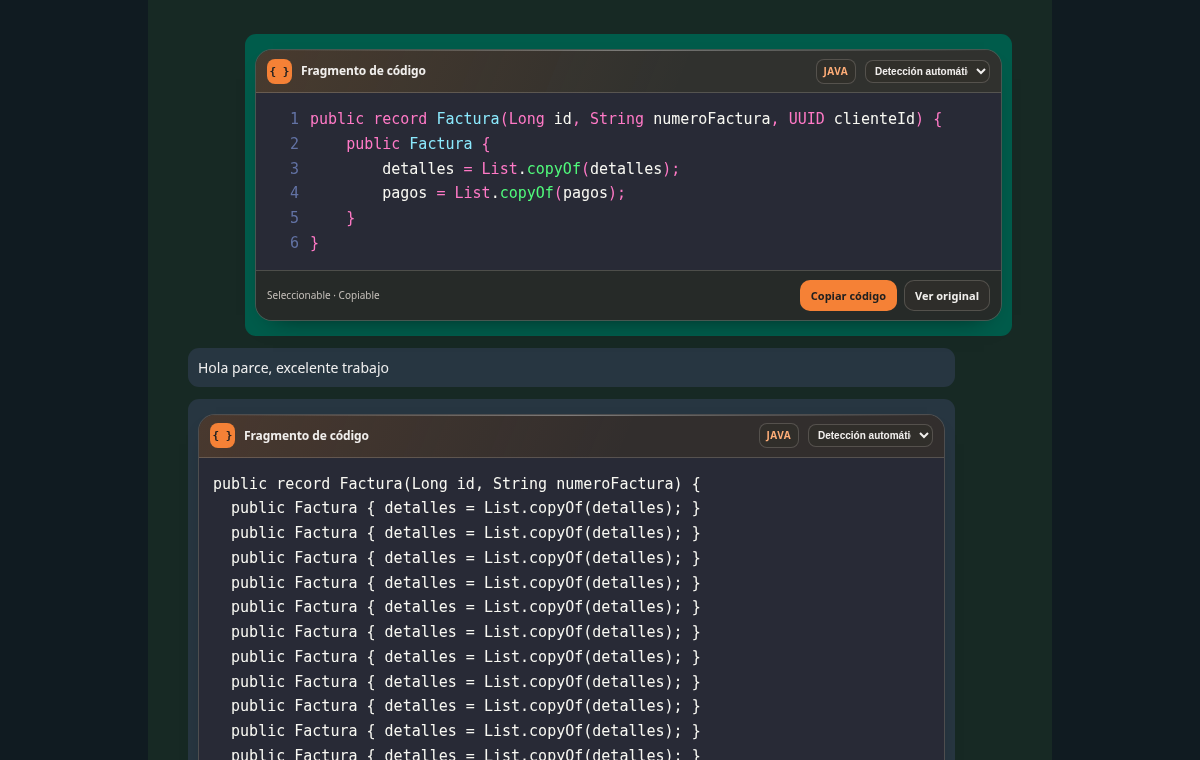 { } Fragmento de código JAVA Detección automáti
1 public record Factura(Long id, String numeroFactura, UUID clienteId) {
2     public Factura {
3         detalles = List.copyOf(detalles);
4         pagos = List.copyOf(pagos);
5     }
6 }
Seleccionable · Copiable Copiar código Ver original
Hola parce, excelente trabajo
{ } Fragmento de código JAVA Detección automáti
public record Factura(Long id, String numeroFactura) {
  public Factura { detalles = List.copyOf(detalles); }
  public Factura { detalles = List.copyOf(detalles); }
  public Factura { detalles = List.copyOf(detalles); }
  public Factura { detalles = List.copyOf(detalles); }
  public Factura { detalles = List.copyOf(detalles); }
  public Factura { detalles = List.copyOf(detalles); }
  public Factura { detalles = List.copyOf(detalles); }
  public Factura { detalles = List.copyOf(detalles); }
  public Factura { detalles = List.copyOf(detalles); }
  public Factura { detalles = List.copyOf(detalles); }
  public Factura { detalles = List.copyOf(detalles); }